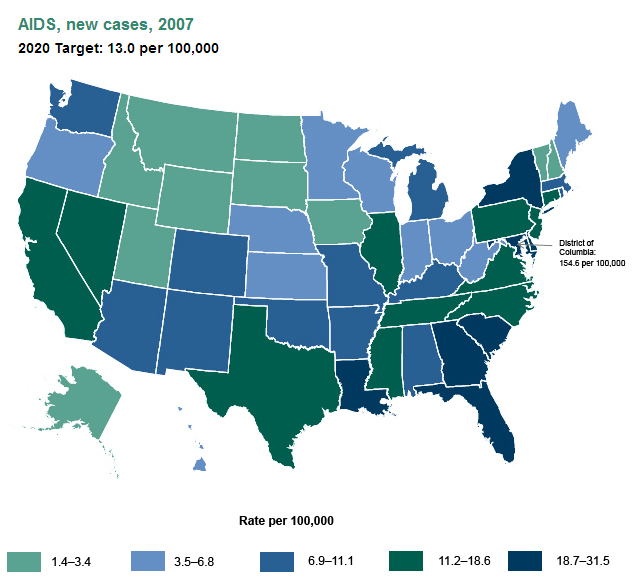 AIDS, new cases, 2007
2020 Target: 13.0 per 100,000
District of
Columbia:
154.6 per 100,000
Rate per 100,000
1.4–3.4
3.5–6.8
6.9–11.1
11.2–18.6
18.7–31.5